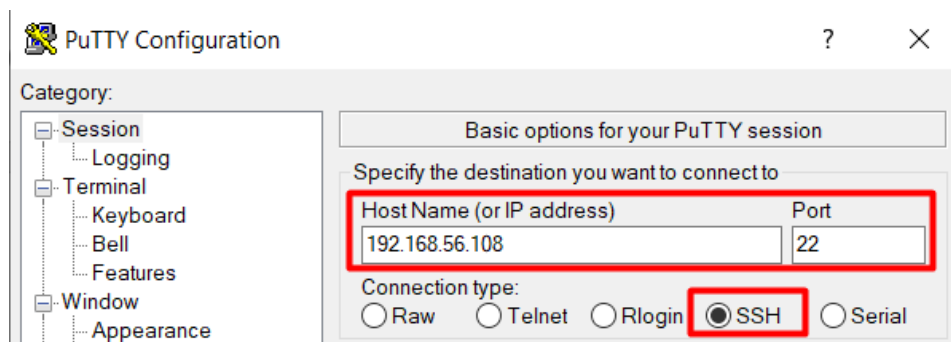 PuTTY Configuration
?
Category:
Session
Logging
Terminal
Keyboard
Bell
Features
Window
Appearance
Basic options for your PuTTY session
Specify the destination you want to connect to
Host Name (or IP address) Port
192.168.56.108 22
Connection type:
Raw Telnet Rlogin SSH Serial